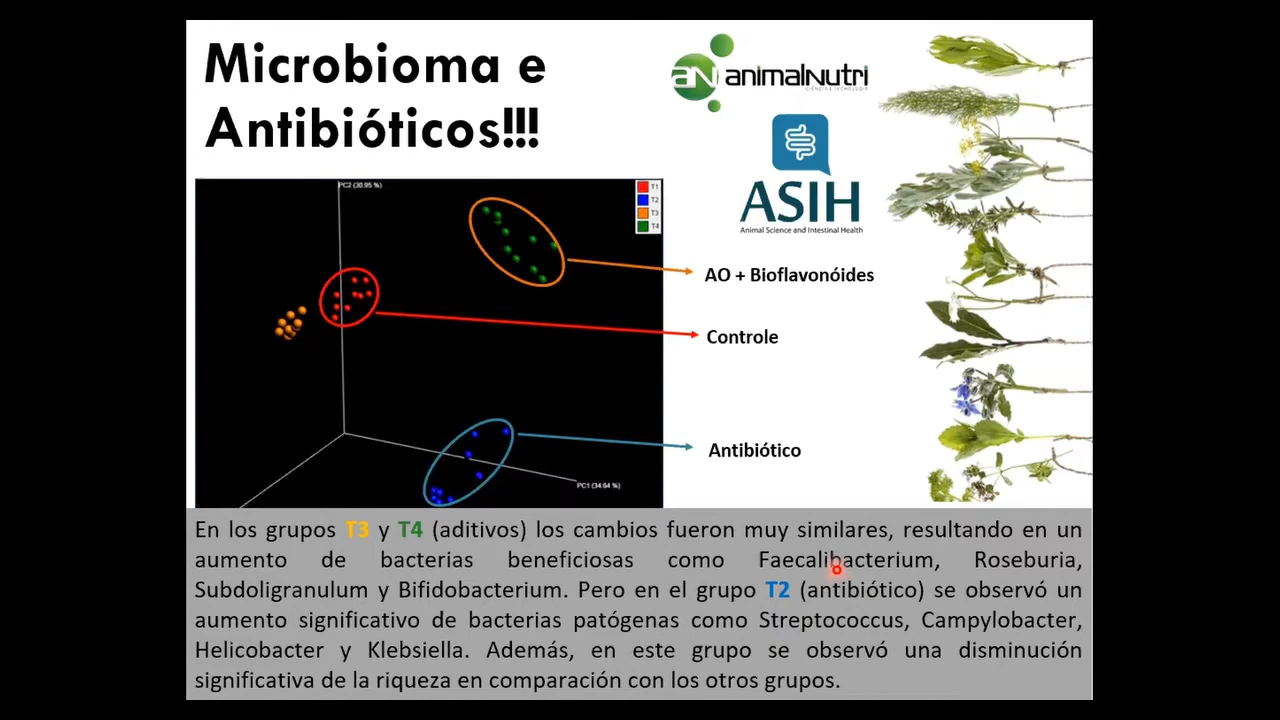 Microbioma e
Antibióticos!!!
aN animalnutri
CIÊNCIA E TECNOLOGIA
ASIH
Animal Science and Intestinal Health
PC2 (30.95 %)
T1
T2
T3
T4
AO + Bioflavonóides
Controle
Antibiótico
PC1 (34.64 %)
En los grupos T3 y T4 (aditivos) los cambios fueron muy similares, resultando en un
aumento de bacterias beneficiosas como Faecalibacterium, Roseburia,
Subdoligranulum y Bifidobacterium. Pero en el grupo T2 (antibiótico) se observó un
aumento significativo de bacterias patógenas como Streptococcus, Campylobacter,
Helicobacter y Klebsiella. Además, en este grupo se observó una disminución
significativa de la riqueza en comparación con los otros grupos.